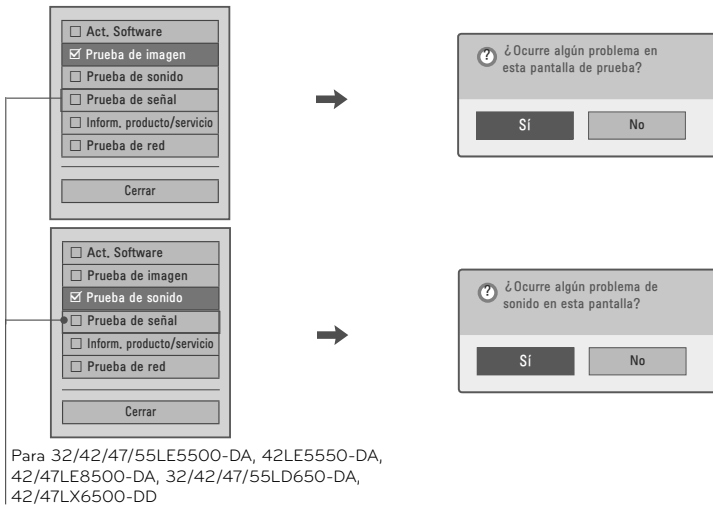 Act. Software
Prueba de imagen
Prueba de sonido
Prueba de señal
Inform. producto/servicio
Prueba de red
Cerrar
? ¿Ocurre algún problema en
esta pantalla de prueba?
Sí No
Act. Software
Prueba de imagen
Prueba de sonido
Prueba de señal
Inform. producto/servicio
Prueba de red
Cerrar
? ¿Ocurre algún problema de
sonido en esta pantalla?
Sí No
Para 32/42/47/55LE5500-DA, 42LE5550-DA,
42/47LE8500-DA, 32/42/47/55LD650-DA,
42/47LX6500-DD